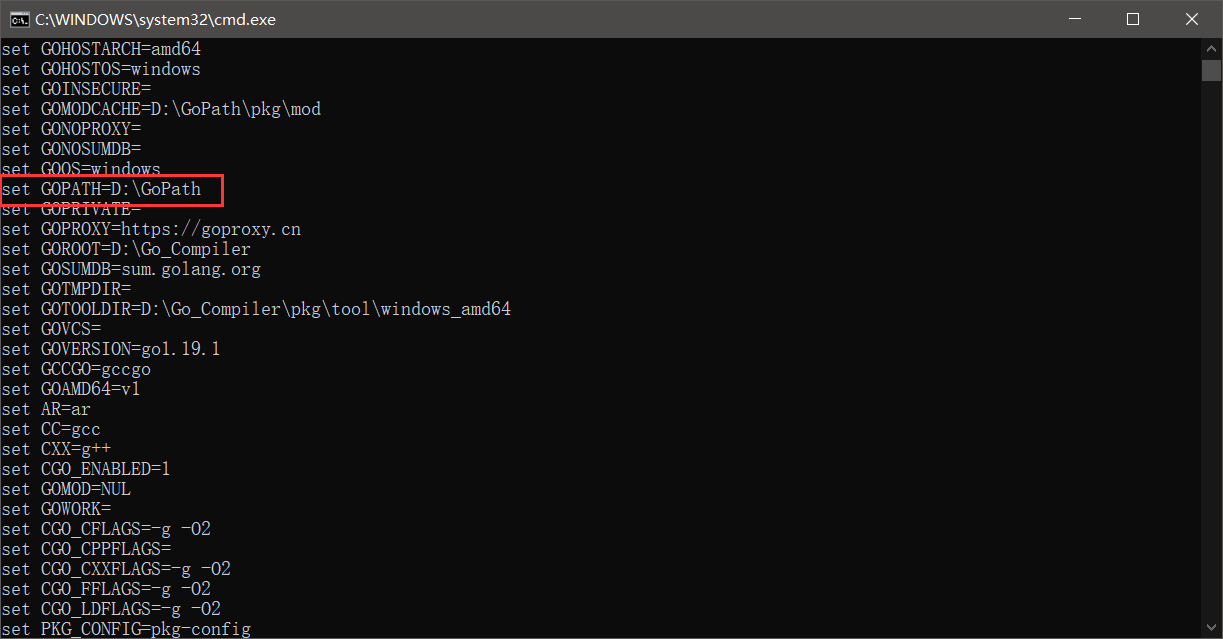 C:\WINDOWS\system32\cmd.exe
set GOHOSTARCH=amd64
set GOHOSTOS=windows
set GOINSECURE=
set GOMODCACHE=D:\GoPath\pkg\mod
set GONOPROXY=
set GONOSUMDB=
set GOOS=windows
set GOPATH=D:\GoPath
set GOPRIVATE=
set GOPROXY=https://goproxy.cn
set GOROOT=D:\Go_Compiler
set GOSUMDB=sum.golang.org
set GOTMPDIR=
set GOTOOLDIR=D:\Go_Compiler\pkg\tool\windows_amd64
set GOVCS=
set GOVERSION=go1.19.1
set GCCGO=gccgo
set GOAMD64=v1
set AR=ar
set CC=gcc
set CXX=g++
set CGO_ENABLED=1
set GOMOD=NUL
set GOWORK=
set CGO_CFLAGS=-g -O2
set CGO_CPPFLAGS=
set CGO_CXXFLAGS=-g -O2
set CGO_FFLAGS=-g -O2
set CGO_LDFLAGS=-g -O2
set PKG_CONFIG=pkg-config